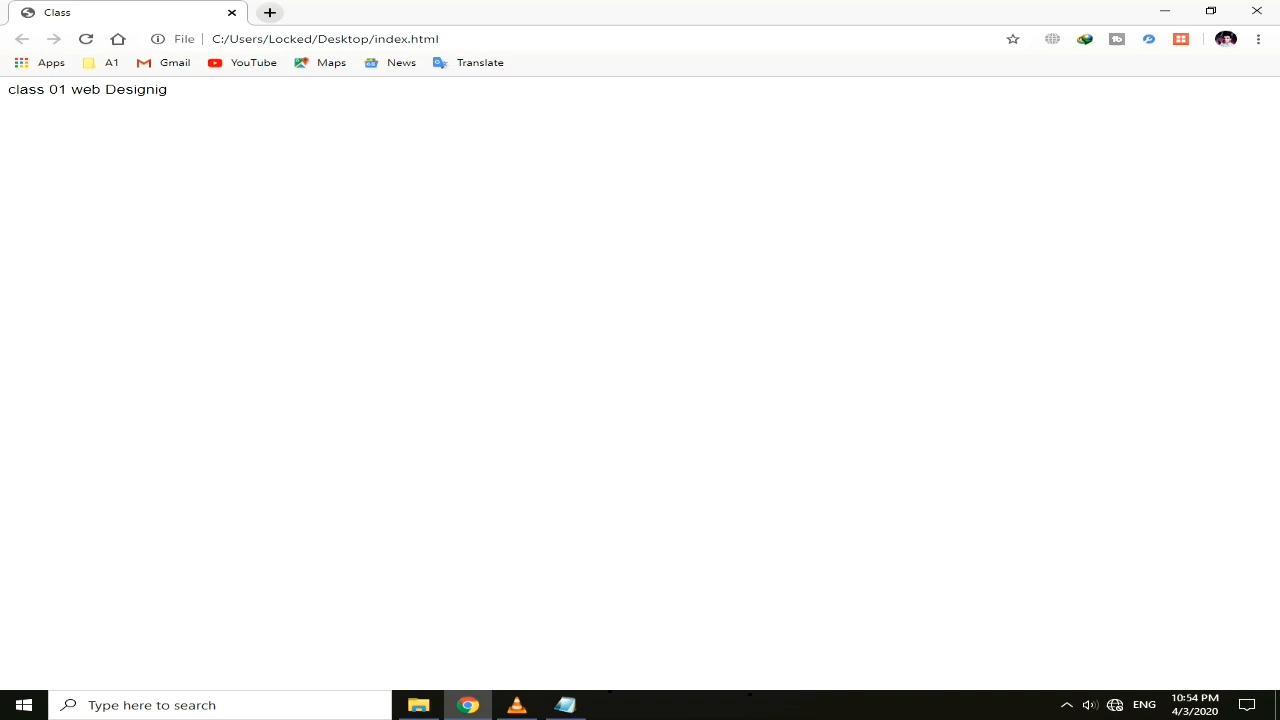 Class
File C:/Users/Locked/Desktop/index.html
Apps A1 Gmail YouTube Maps News Translate
class 01 web Designig
Type here to search
ENG
10:54 PM
4/3/2020